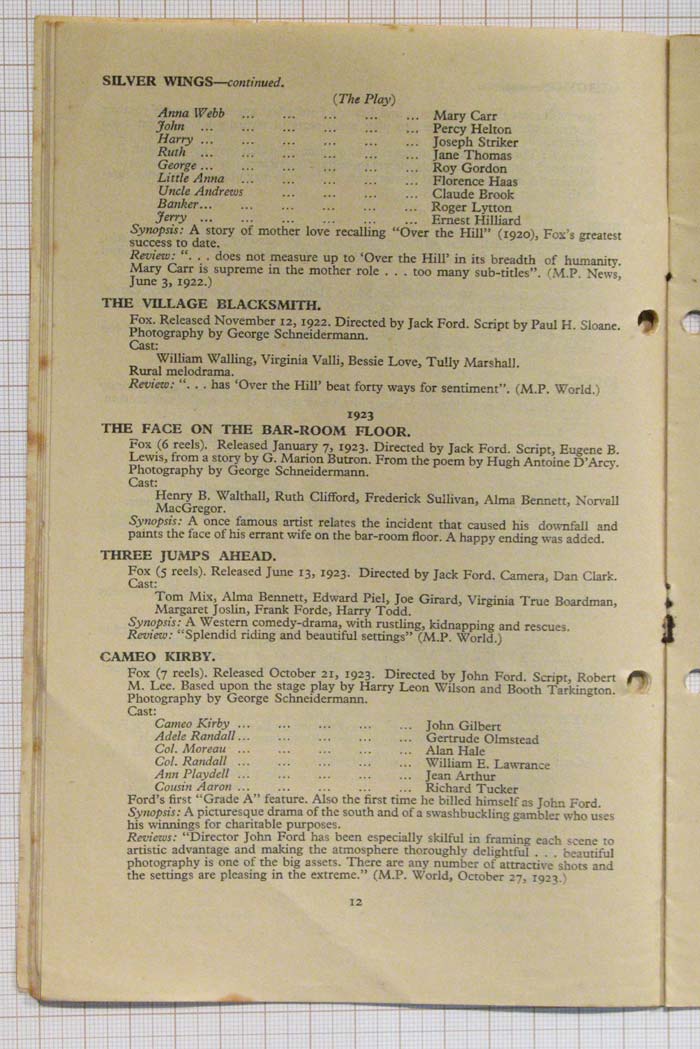 SILVER WINGS—continued.
(The Play)
Anna Webb ... ... ... ... ... Mary Carr
John ... ... ... ... ... ... Percy Helton
Harry ... ... ... ... ... ... Joseph Striker
Ruth ... ... ... ... ... ... Jane Thomas
George ... ... ... ... ... ... Roy Gordon
Little Anna ... ... ... ... ... Florence Haas
Uncle Andrews ... ... ... ... Claude Brook
Banker... ... ... ... ... ... Roger Lytton
Jerry ... ... ... ... ... ... Ernest Hilliard
Synopsis: A story of mother love recalling "Over the Hill" (1920), Fox's greatest
success to date.
Review: ". . . does not measure up to 'Over the Hill' in its breadth of humanity.
Mary Carr is supreme in the mother role . . . too many sub-titles". (M.P. News,
June 3, 1922.)
THE VILLAGE BLACKSMITH.
Fox. Released November 12, 1922. Directed by Jack Ford. Script by Paul H. Sloane.
Photography by George Schneidermann.
Cast:
William Walling, Virginia Valli, Bessie Love, Tully Marshall.
Rural melodrama.
Review: ". . . has 'Over the Hill' beat forty ways for sentiment". (M.P. World.)
1923
THE FACE ON THE BAR-ROOM FLOOR.
Fox (6 reels). Released January 7, 1923. Directed by Jack Ford. Script, Eugene B.
Lewis, from a story by G. Marion Butron. From the poem by Hugh Antoine D'Arcy.
Photography by George Schneidermann.
Cast:
Henry B. Walthall, Ruth Clifford, Frederick Sullivan, Alma Bennett, Norvall
MacGregor.
Synopsis: A once famous artist relates the incident that caused his downfall and
paints the face of his errant wife on the bar-room floor. A happy ending was added.
THREE JUMPS AHEAD.
Fox (5 reels). Released June 13, 1923. Directed by Jack Ford. Camera, Dan Clark.
Cast:
Tom Mix, Alma Bennett, Edward Piel, Joe Girard, Virginia True Boardman,
Margaret Joslin, Frank Forde, Harry Todd.
Synopsis: A Western comedy-drama, with rustling, kidnapping and rescues.
Review: "Splendid riding and beautiful settings" (M.P. World.)
CAMEO KIRBY.
Fox (7 reels). Released October 21, 1923. Directed by John Ford. Script, Robert
M. Lee. Based upon the stage play by Harry Leon Wilson and Booth Tarkington.
Photography by George Schneidermann.
Cast:
Cameo Kirby ... ... ... ... ... John Gilbert
Adele Randall ... ... ... ... ... Gertrude Olmstead
Col. Moreau ... ... ... ... ... Alan Hale
Col. Randall ... ... ... ... ... William E. Lawrance
Ann Playdell ... ... ... ... ... Jean Arthur
Cousin Aaron ... ... ... ... ... Richard Tucker
Ford's first "Grade A" feature. Also the first time he billed himself as John Ford.
Synopsis: A picturesque drama of the south and of a swashbuckling gambler who uses
his winnings for charitable purposes.
Reviews: "Director John Ford has been especially skilful in framing each scene to
artistic advantage and making the atmosphere thoroughly delightful . . . beautiful
photography is one of the big assets. There are any number of attractive shots and
the settings are pleasing in the extreme." (M.P. World, October 27, 1923.)
12